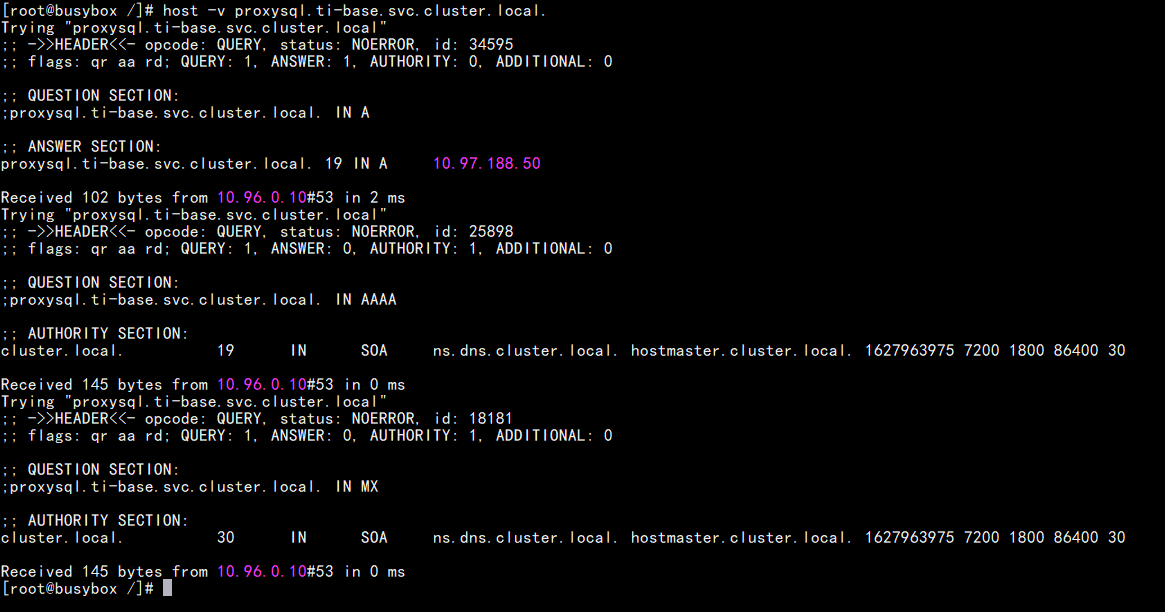 [root@busybox /]# host -v proxysql.ti-base.svc.cluster.local.
Trying "proxysql.ti-base.svc.cluster.local"
;; ->>HEADER<<- opcode: QUERY, status: NOERROR, id: 34595
;; flags: qr aa rd; QUERY: 1, ANSWER: 1, AUTHORITY: 0, ADDITIONAL: 0

;; QUESTION SECTION:
;proxysql.ti-base.svc.cluster.local. IN A

;; ANSWER SECTION:
proxysql.ti-base.svc.cluster.local. 19 IN A     10.97.188.50

Received 102 bytes from 10.96.0.10#53 in 2 ms
Trying "proxysql.ti-base.svc.cluster.local"
;; ->>HEADER<<- opcode: QUERY, status: NOERROR, id: 25898
;; flags: qr aa rd; QUERY: 1, ANSWER: 0, AUTHORITY: 1, ADDITIONAL: 0

;; QUESTION SECTION:
;proxysql.ti-base.svc.cluster.local. IN AAAA

;; AUTHORITY SECTION:
cluster.local.          19      IN      SOA     ns.dns.cluster.local. hostmaster.cluster.local. 1627963975 7200 1800 86400 30

Received 145 bytes from 10.96.0.10#53 in 0 ms
Trying "proxysql.ti-base.svc.cluster.local"
;; ->>HEADER<<- opcode: QUERY, status: NOERROR, id: 18181
;; flags: qr aa rd; QUERY: 1, ANSWER: 0, AUTHORITY: 1, ADDITIONAL: 0

;; QUESTION SECTION:
;proxysql.ti-base.svc.cluster.local. IN MX

;; AUTHORITY SECTION:
cluster.local.          30      IN      SOA     ns.dns.cluster.local. hostmaster.cluster.local. 1627963975 7200 1800 86400 30

Received 145 bytes from 10.96.0.10#53 in 0 ms
[root@busybox /]#